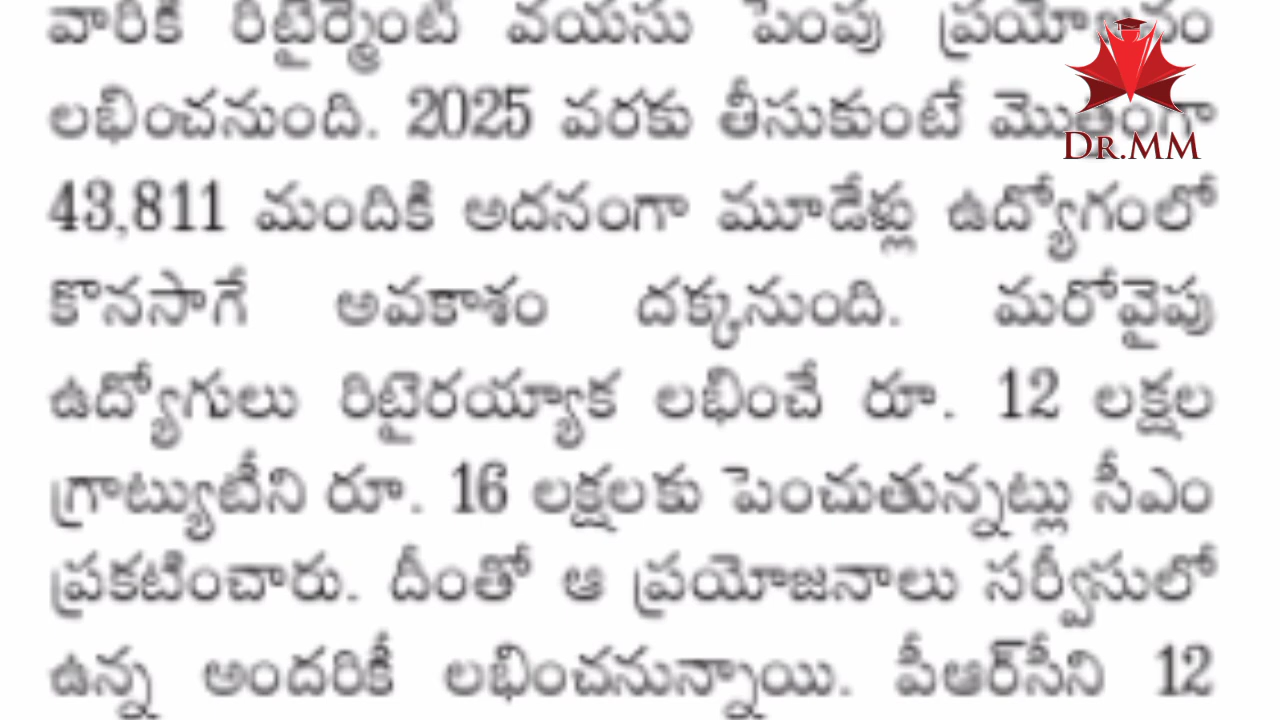 వారికి రిటైర్మెంట్ వయసు పెంపు ప్రయోజనం
లభించనుంది. 2025 వరకు తీసుకుంటే మొత్తంగా
DR.MM
43,811 మందికి అదనంగా మూడేళ్లు ఉద్యోగంలో
కొనసాగే అవకాశం దక్కనుంది. మరోవైపు
ఉద్యోగులు రిటైరయ్యాక లభించే రూ. 12 లక్షల
గ్రాట్యుటీని రూ. 16 లక్షలకు పెంచుతున్నట్లు సీఎం
ప్రకటించారు. దీంతో ఆ ప్రయోజనాలు సర్వీసులో
ఉన్న అందరికీ లభించనున్నాయి. పీఆర్‌సీని 12